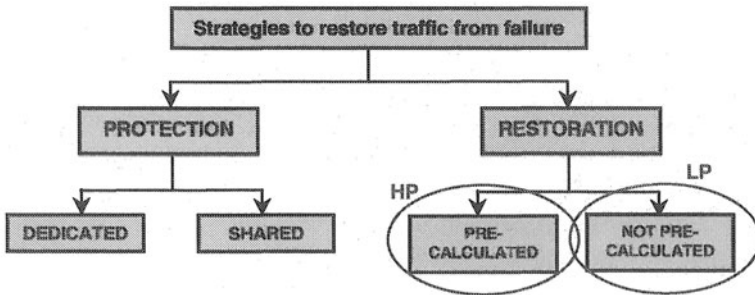 Strategies to restore traffic from failure
PROTECTION
RESTORATION
HP
LP
DEDICATED
SHARED
PRE-
CALCULATED
NOT PRE-
CALCULATED